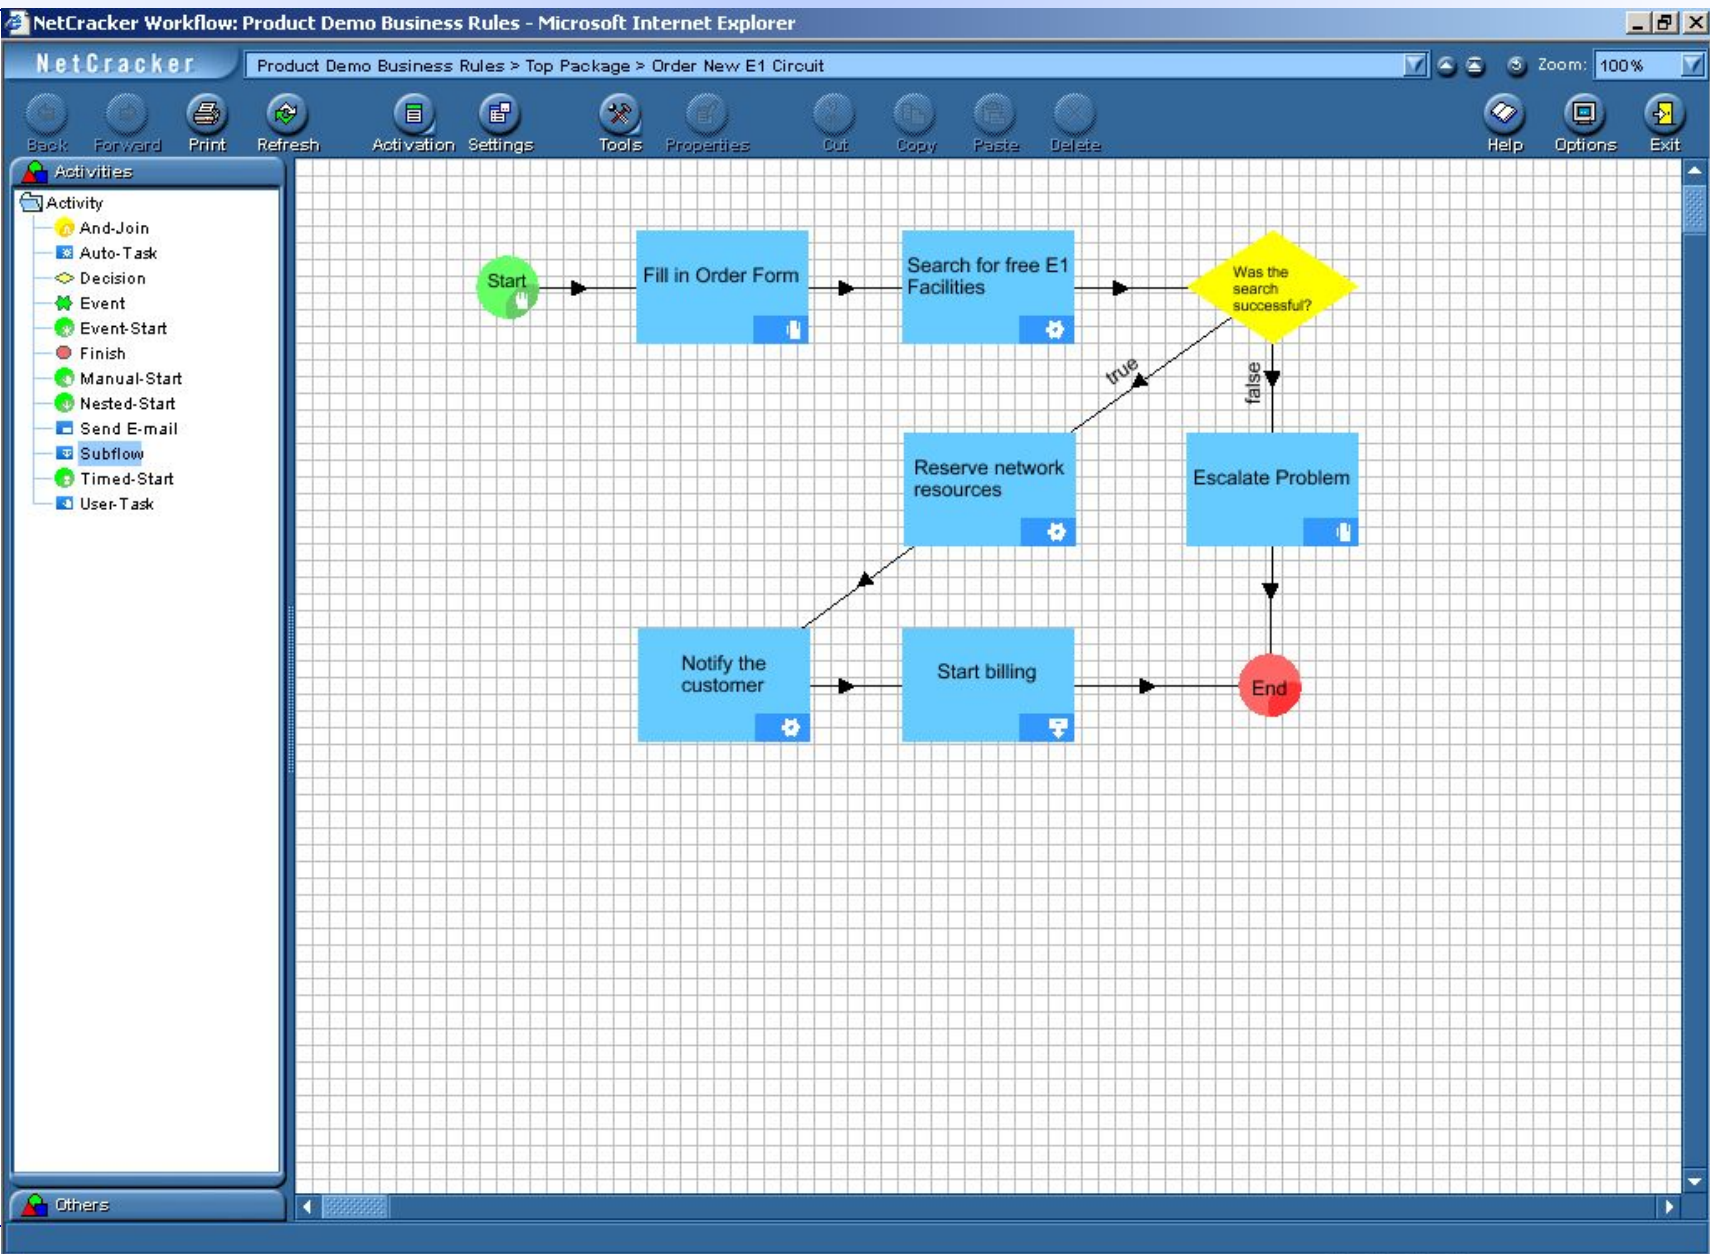 NetCracker Workflow: Product Demo Business Rules - Microsoft Internet Explorer
NetCracker
Product Demo Business Rules > Top Package > Order New E1 Circuit
Zoom: 100%
Back Forward Print Refresh Activation Settings Tools Properties Cut Copy Paste Delete Help Options Exit
Activities
Activity
And-Join
Auto-Task
Decision
Event
Event-Start
Finish
Manual-Start
Nested-Start
Send E-mail
Subflow
Timed-Start
User-Task
Others
Start
Fill in Order Form
Search for free E1
Facilities
Was the
search
successful?
true
false
Reserve network
resources
Escalate Problem
Notify the
customer
Start billing
End